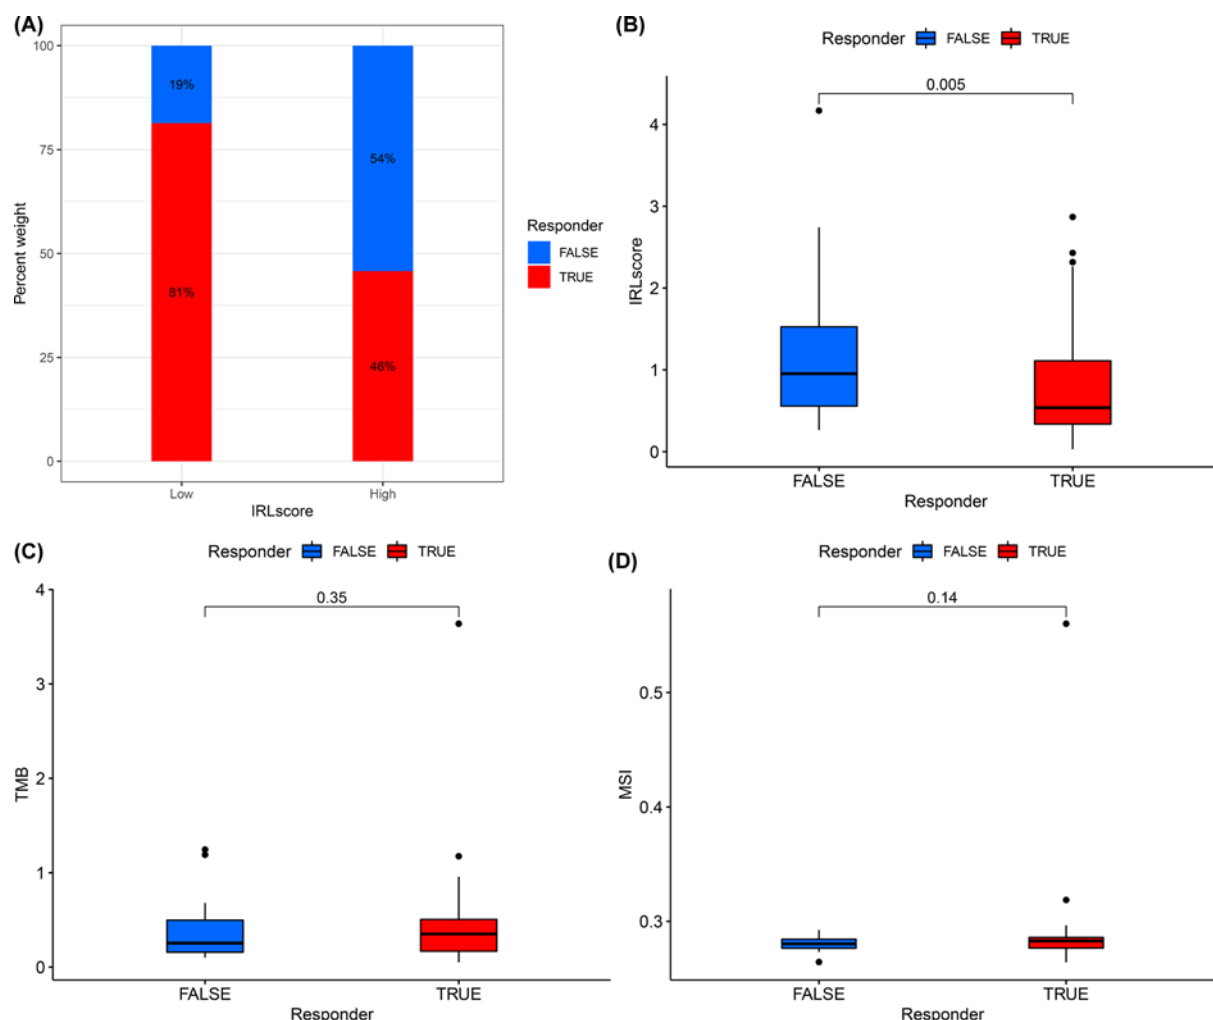 (A)
100
75
50
25
0
Percent weight
19%
81%
54%
46%
Low
High
IRLscore
Responder
FALSE
TRUE
(B)
Responder FALSE TRUE
0.005
4
3
2
1
0
IRLscore
FALSE
TRUE
Responder
(C)
Responder FALSE TRUE
0.35
4
3
2
1
0
TMB
FALSE
TRUE
Responder
(D)
Responder FALSE TRUE
0.14
0.5
0.4
0.3
MSI
FALSE
TRUE
Responder